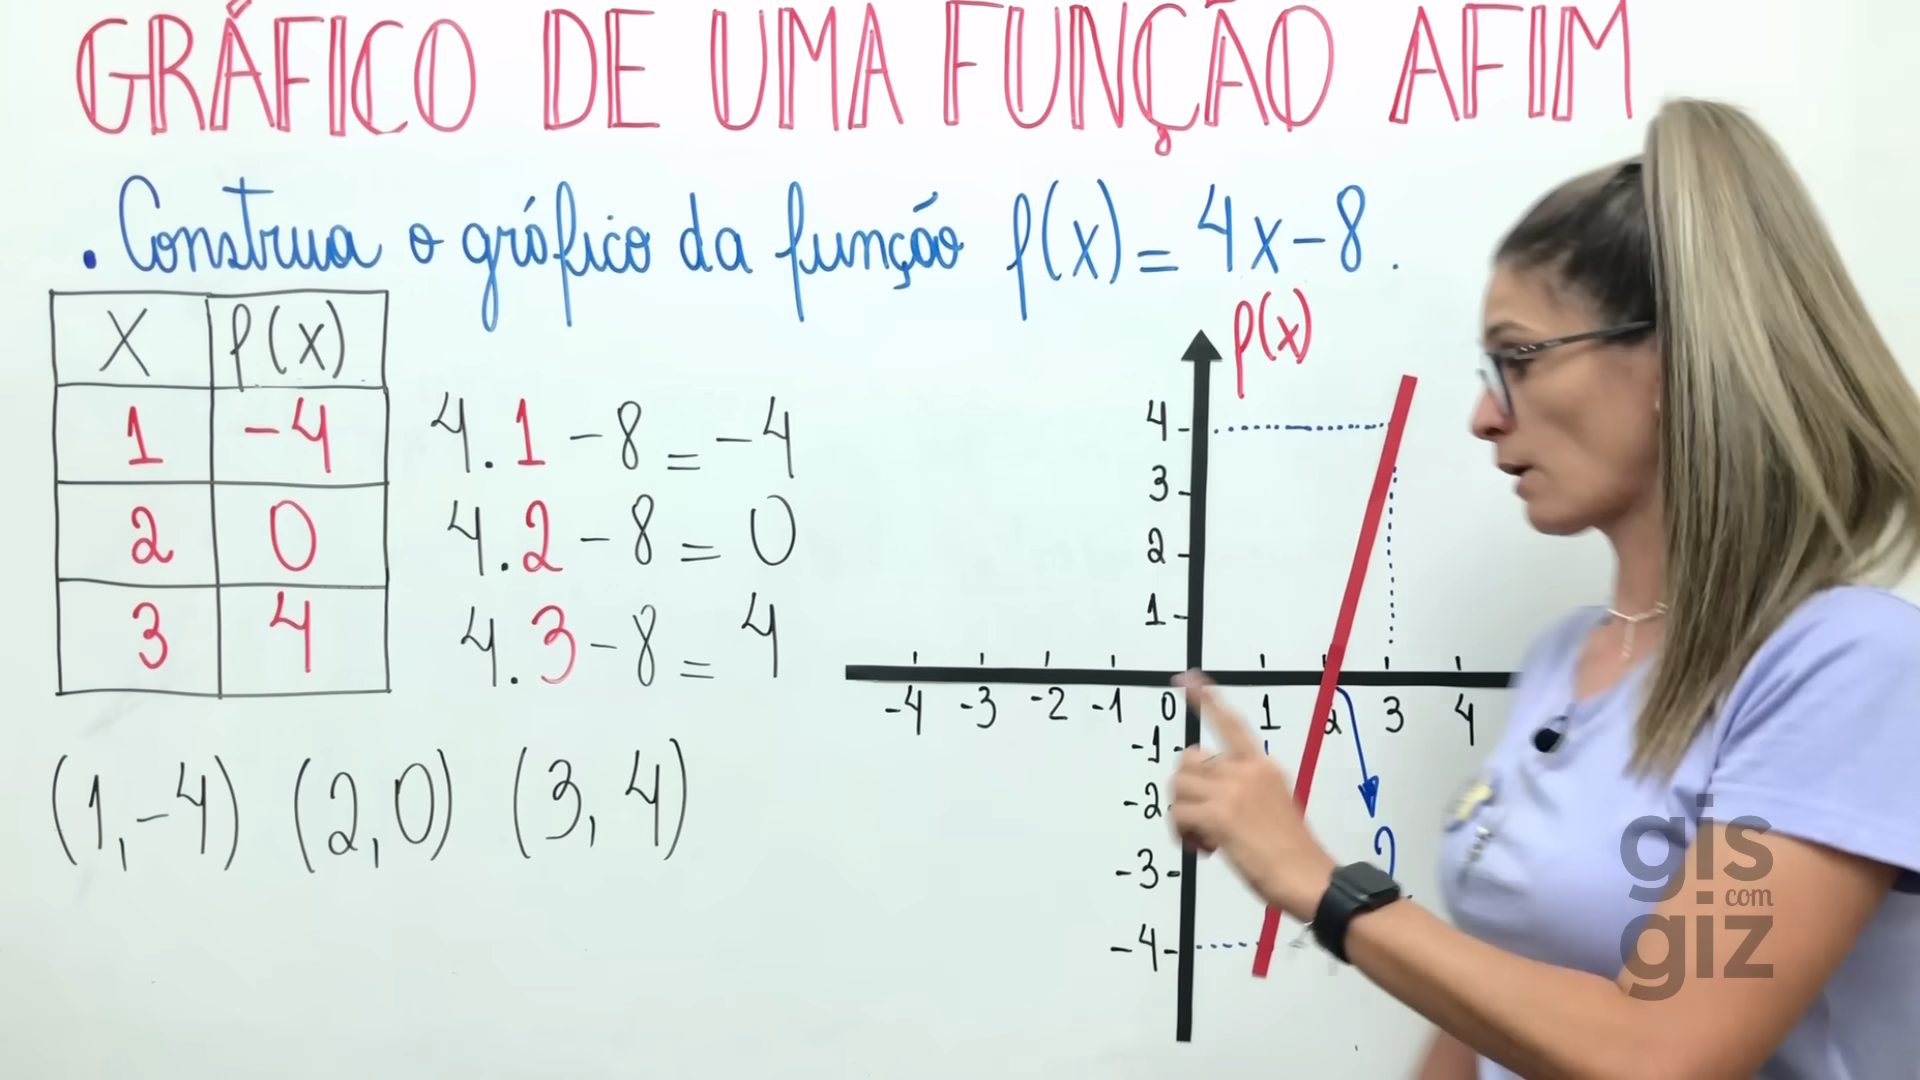 GRÁFICO DE UMA FUNÇÃO AFIM
. Construa o gráfico da função f(x) = 4x - 8 .
x f(x)
1 -4
2 0
3 4
4 . 1 - 8 = -4
4 . 2 - 8 = 0
4 . 3 - 8 = 4
(1, -4) (2, 0) (3, 4)
f(x)
4
3
2
1
-4 -3 -2 -1 0 1 2 3 4
-1
-2
-3
-4
gis
com
giz